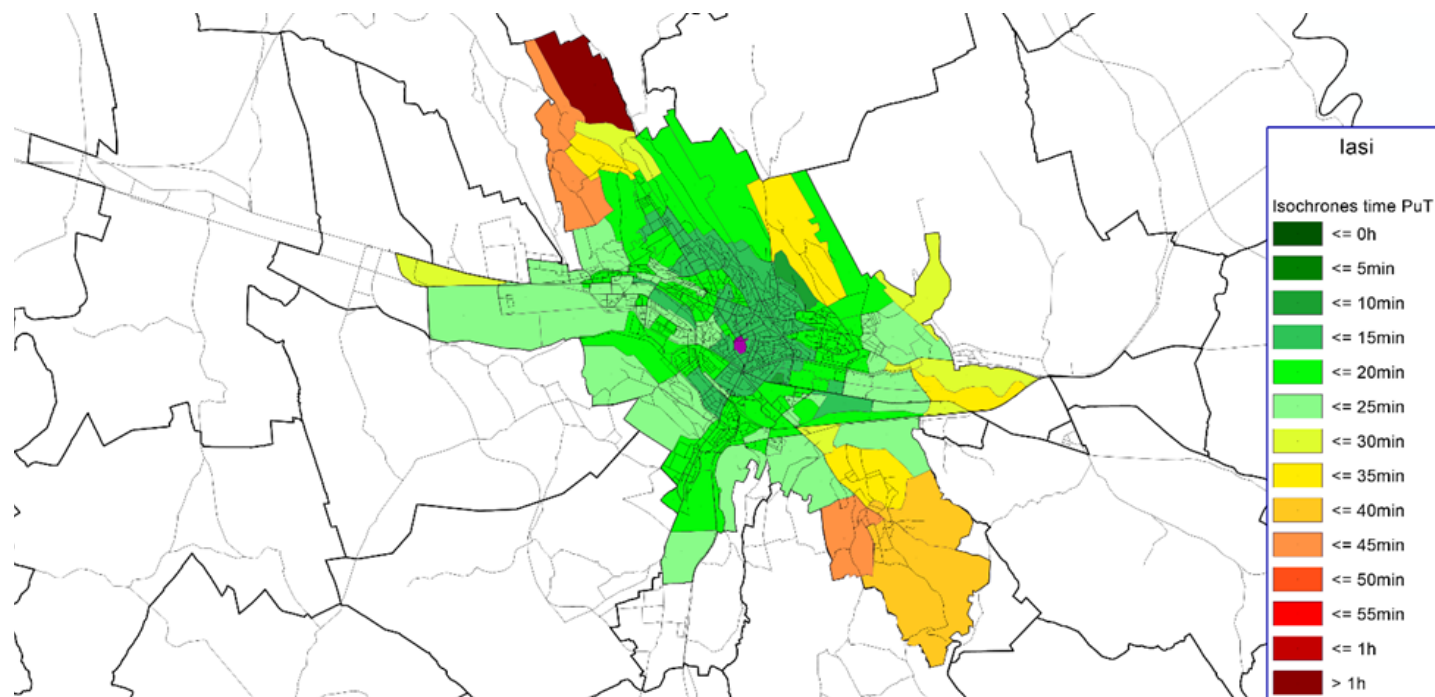 Iasi
Isochrones time PuT
<= 0h
<= 5min
<= 10min
<= 15min
<= 20min
<= 25min
<= 30min
<= 35min
<= 40min
<= 45min
<= 50min
<= 55min
<= 1h
> 1h